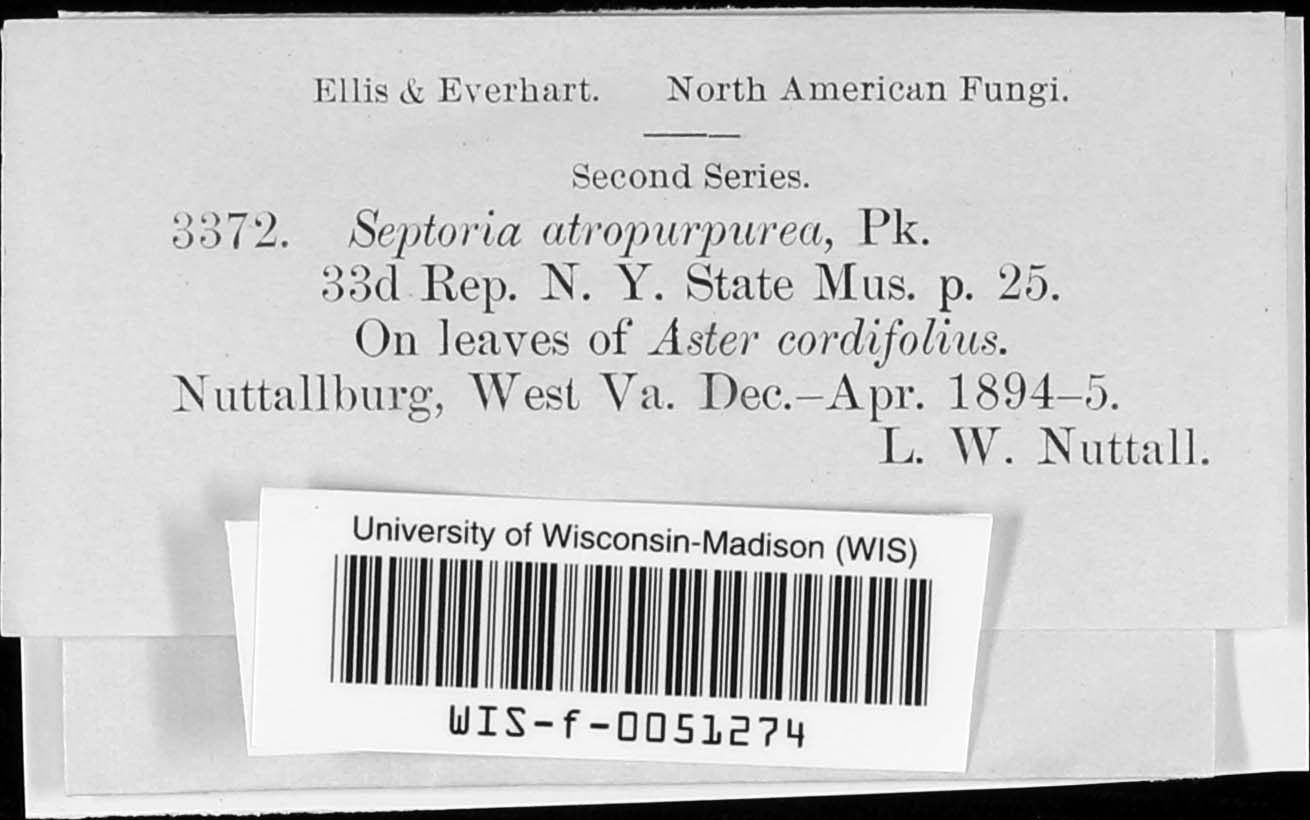 Ellis & Everhart. North American Fungi.
Second Series.
3372. Septoria atropurpurea, Pk.
33d Rep. N. Y. State Mus. p. 25.
On leaves of Aster cordifolius.
Nuttallburg, West Va. Dec.–Apr. 1894–5.
L. W. Nuttall.
University of Wisconsin-Madison (WIS)
WIS-f-0051274